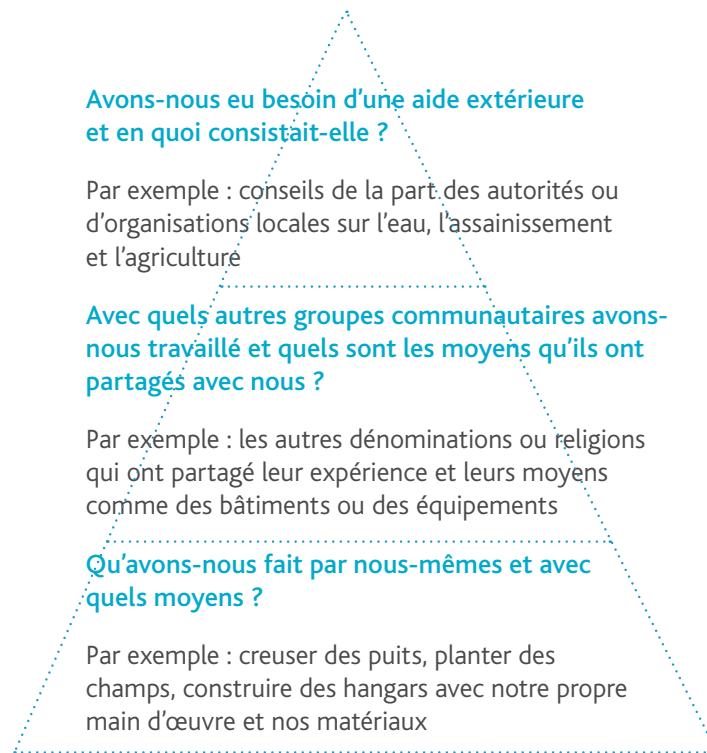 Avons-nous eu besoin d’une aide extérieure
et en quoi consistait-elle ?
Par exemple : conseils de la part des autorités ou
d’organisations locales sur l’eau, l’assainissement
et l’agriculture
Avec quels autres groupes communautaires avons-
nous travaillé et quels sont les moyens qu’ils ont
partagés avec nous ?
Par exemple : les autres dénominations ou religions
qui ont partagé leur expérience et leurs moyens
comme des bâtiments ou des équipements
Qu’avons-nous fait par nous-mêmes et avec
quels moyens ?
Par exemple : creuser des puits, planter des
champs, construire des hangars avec notre propre
main d’œuvre et nos matériaux